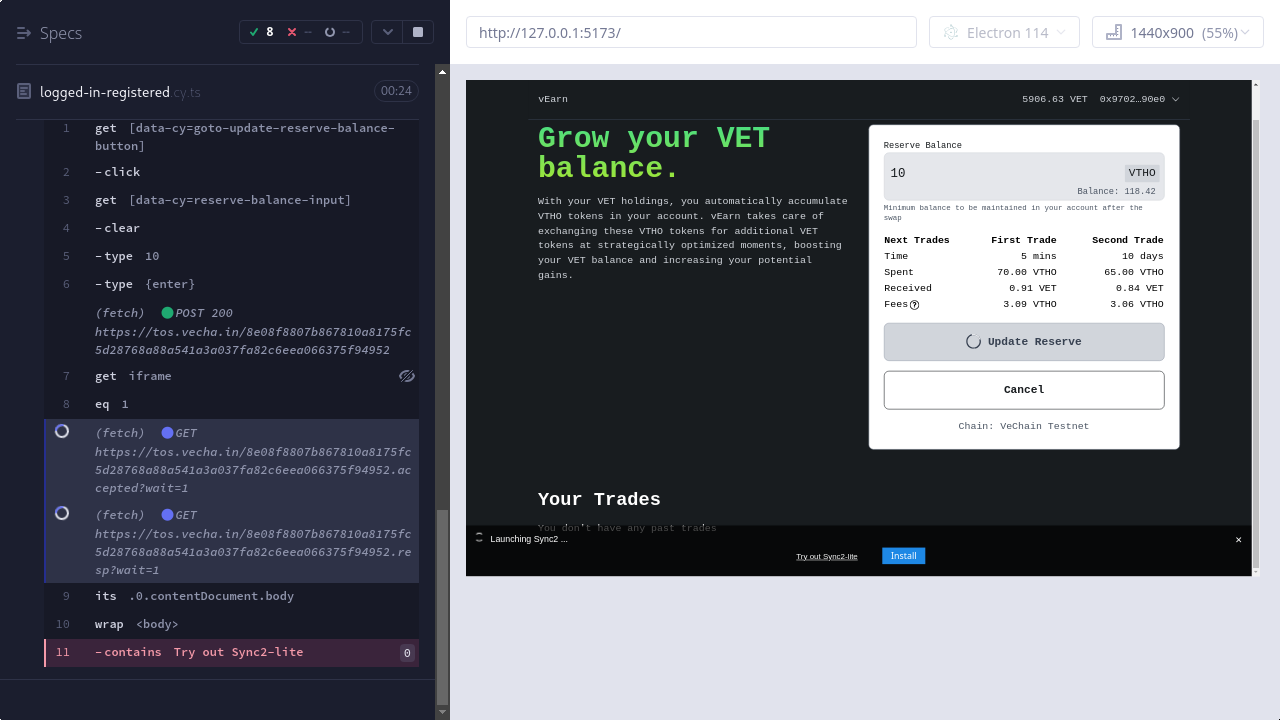 Specs
8
--
--
http://127.0.0.1:5173/
Electron 114
1440x900 (55%)
logged-in-registered.cy.ts
00:24
1 get [data-cy=goto-update-reserve-balance-
button]
2 -click
3 get [data-cy=reserve-balance-input]
4 -clear
5 -type 10
6 -type {enter}
(fetch) POST 200
https://tos.vecha.in/8e08f8807b867810a8175fc
5d28768a88a541a3a037fa82c6eea066375f94952
7 get iframe
8 eq 1
(fetch) GET
https://tos.vecha.in/8e08f8807b867810a8175fc
5d28768a88a541a3a037fa82c6eea066375f94952.ac
cepted?wait=1
(fetch) GET
https://tos.vecha.in/8e08f8807b867810a8175fc
5d28768a88a541a3a037fa82c6eea066375f94952.re
sp?wait=1
9 its .0.contentDocument.body
10 wrap <body>
11 -contains Try out Sync2-lite 0
vEarn
5906.63 VET 0x9702…90e0
Grow your VET
balance.
With your VET holdings, you automatically accumulate
VTHO tokens in your account. vEarn takes care of
exchanging these VTHO tokens for additional VET
tokens at strategically optimized moments, boosting
your VET balance and increasing your potential
gains.
Reserve Balance
10
VTHO
Balance: 118.42
Minimum balance to be maintained in your account after the
swap
Next Trades First Trade Second Trade
Time 5 mins 10 days
Spent 70.00 VTHO 65.00 VTHO
Received 0.91 VET 0.84 VET
Fees 3.09 VTHO 3.06 VTHO
Update Reserve
Cancel
Chain: VeChain Testnet
Your Trades
You don't have any past trades
Launching Sync2 ...
Try out Sync2-lite
Install